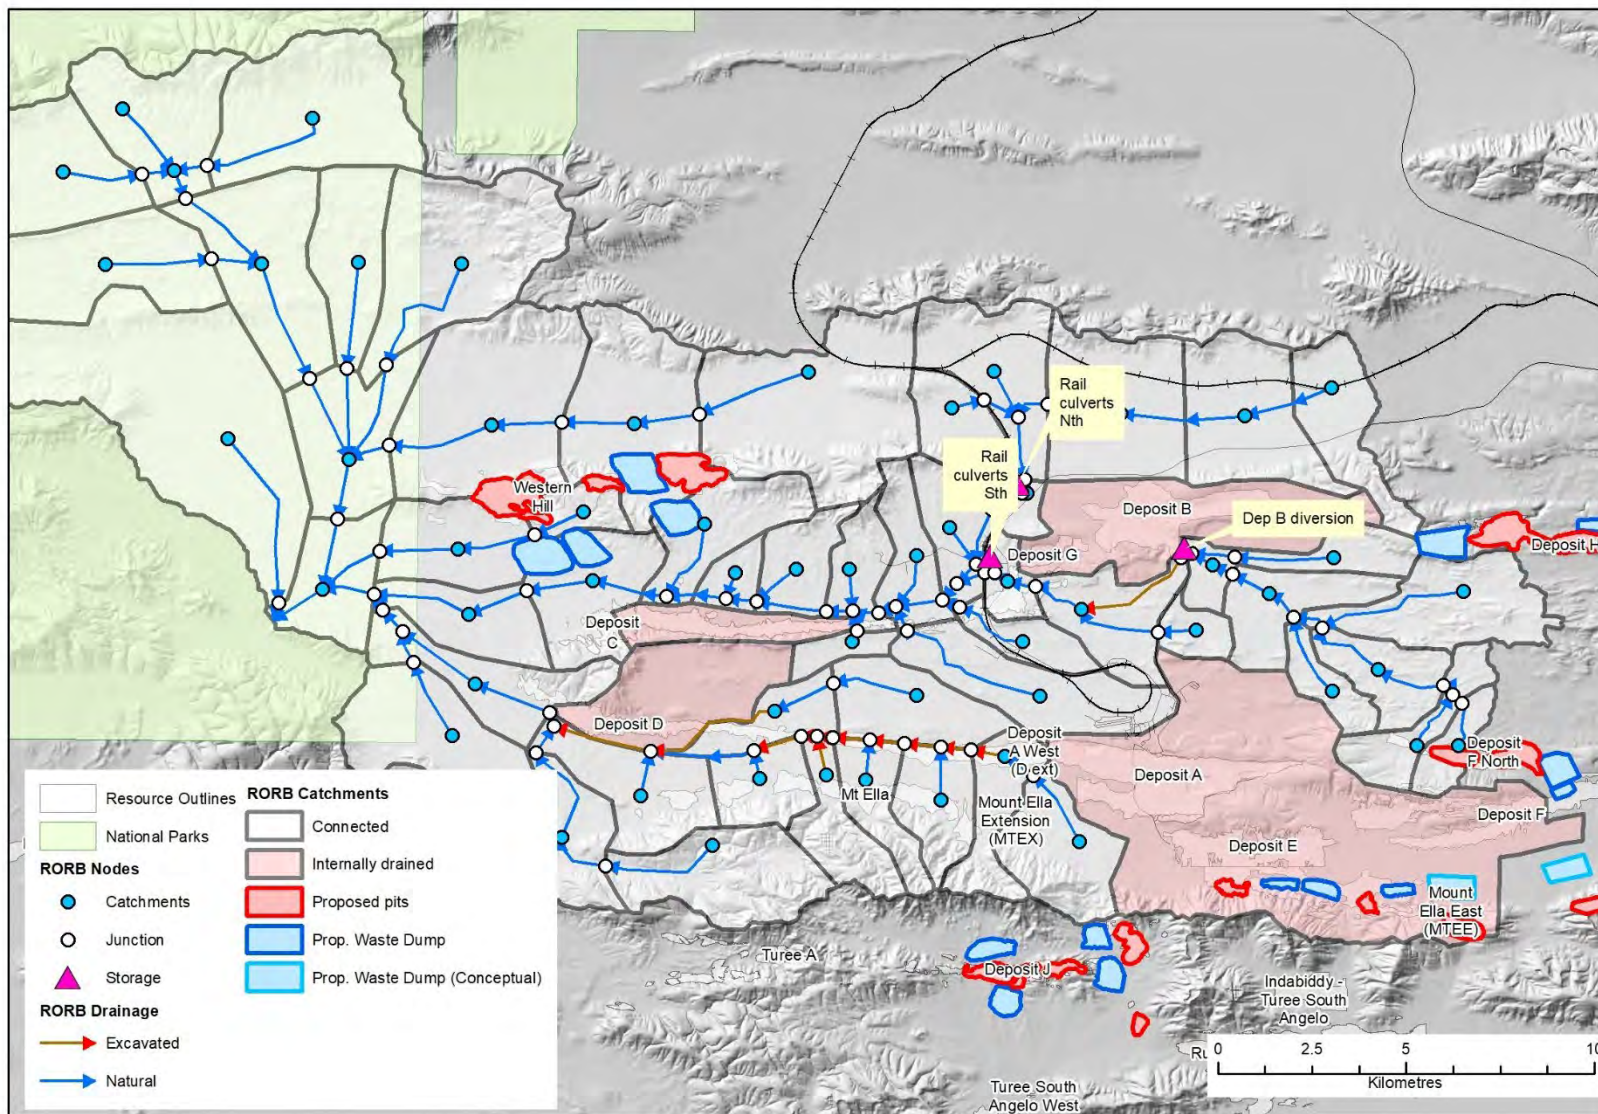 Rail
culverts
Nth
Rail
culverts
Sth
Western
Hill
Deposit B
Dep B diversion
Deposit H
Deposit G
Deposit
C
Deposit D
Deposit
A West
(D ext)
Deposit A
Deposit
F North
Mt Ella
Mount Ella
Extension
(MTEX)
Deposit F
Deposit E
Mount
Ella East
(MTEE)
Turee A
Deposit J
Indabiddy -
Turee South
Angelo
Ru
Turee South
Angelo West
Resource Outlines
National Parks
RORB Nodes
Catchments
Junction
Storage
RORB Drainage
Excavated
Natural
RORB Catchments
Connected
Internally drained
Proposed pits
Prop. Waste Dump
Prop. Waste Dump (Conceptual)
0 2.5 5 10
Kilometres